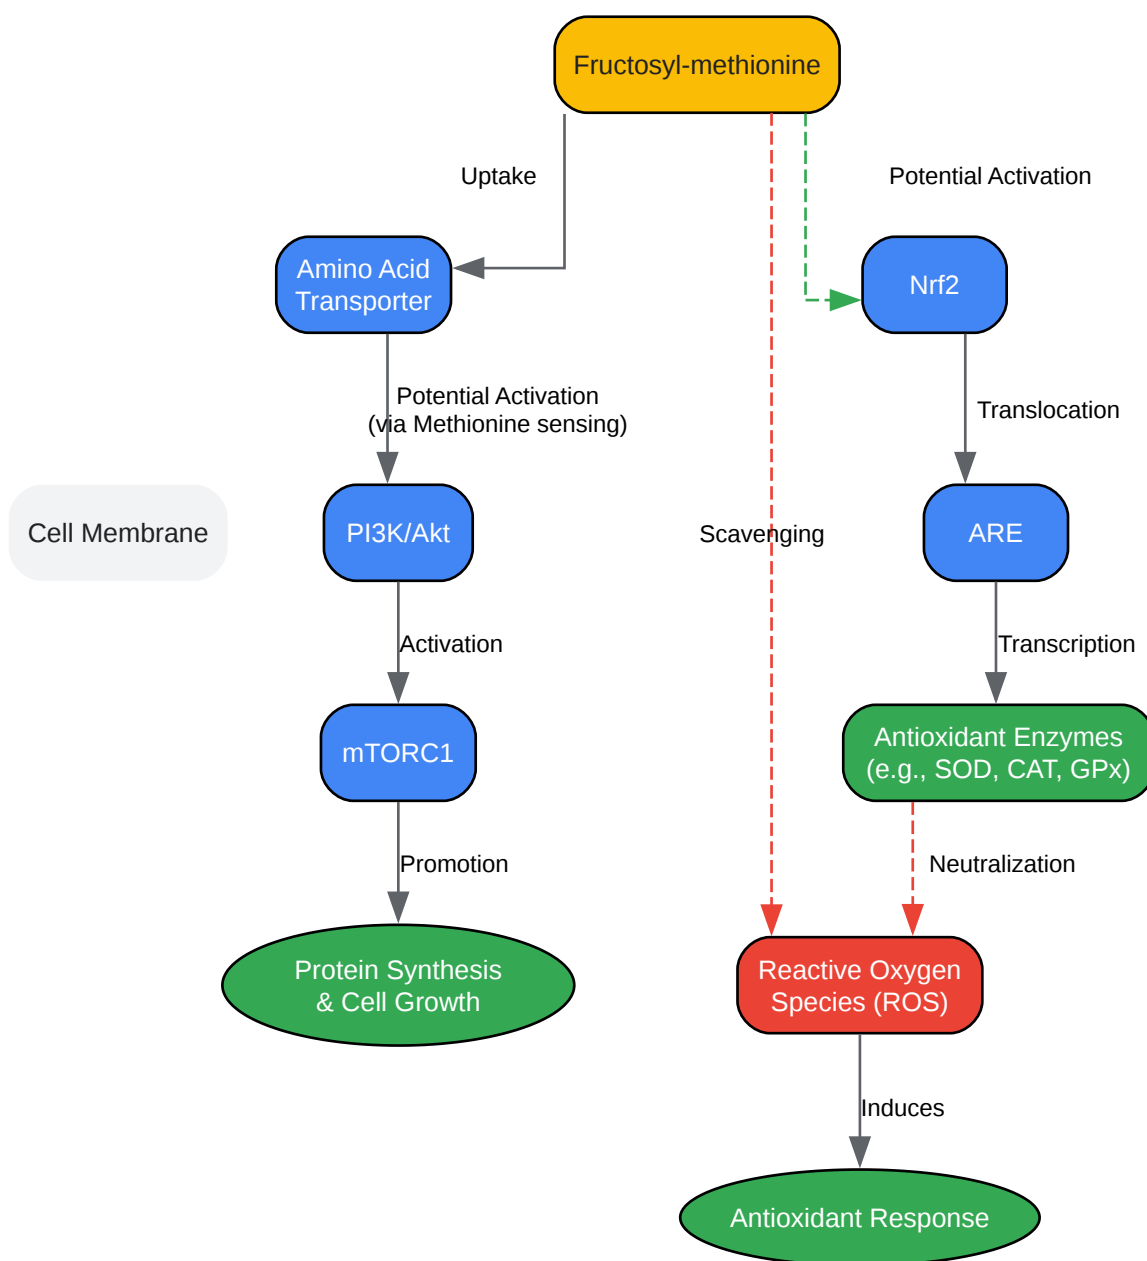 Fructosyl-methionine
Uptake
Potential Activation
Amino Acid
Transporter
Nrf2
Potential Activation
(via Methionine sensing)
Translocation
Cell Membrane
PI3K/Akt
Scavenging
ARE
Activation
Transcription
mTORC1
Antioxidant Enzymes
(e.g., SOD, CAT, GPx)
Promotion
Neutralization
Protein Synthesis
& Cell Growth
Reactive Oxygen
Species (ROS)
Induces
Antioxidant Response